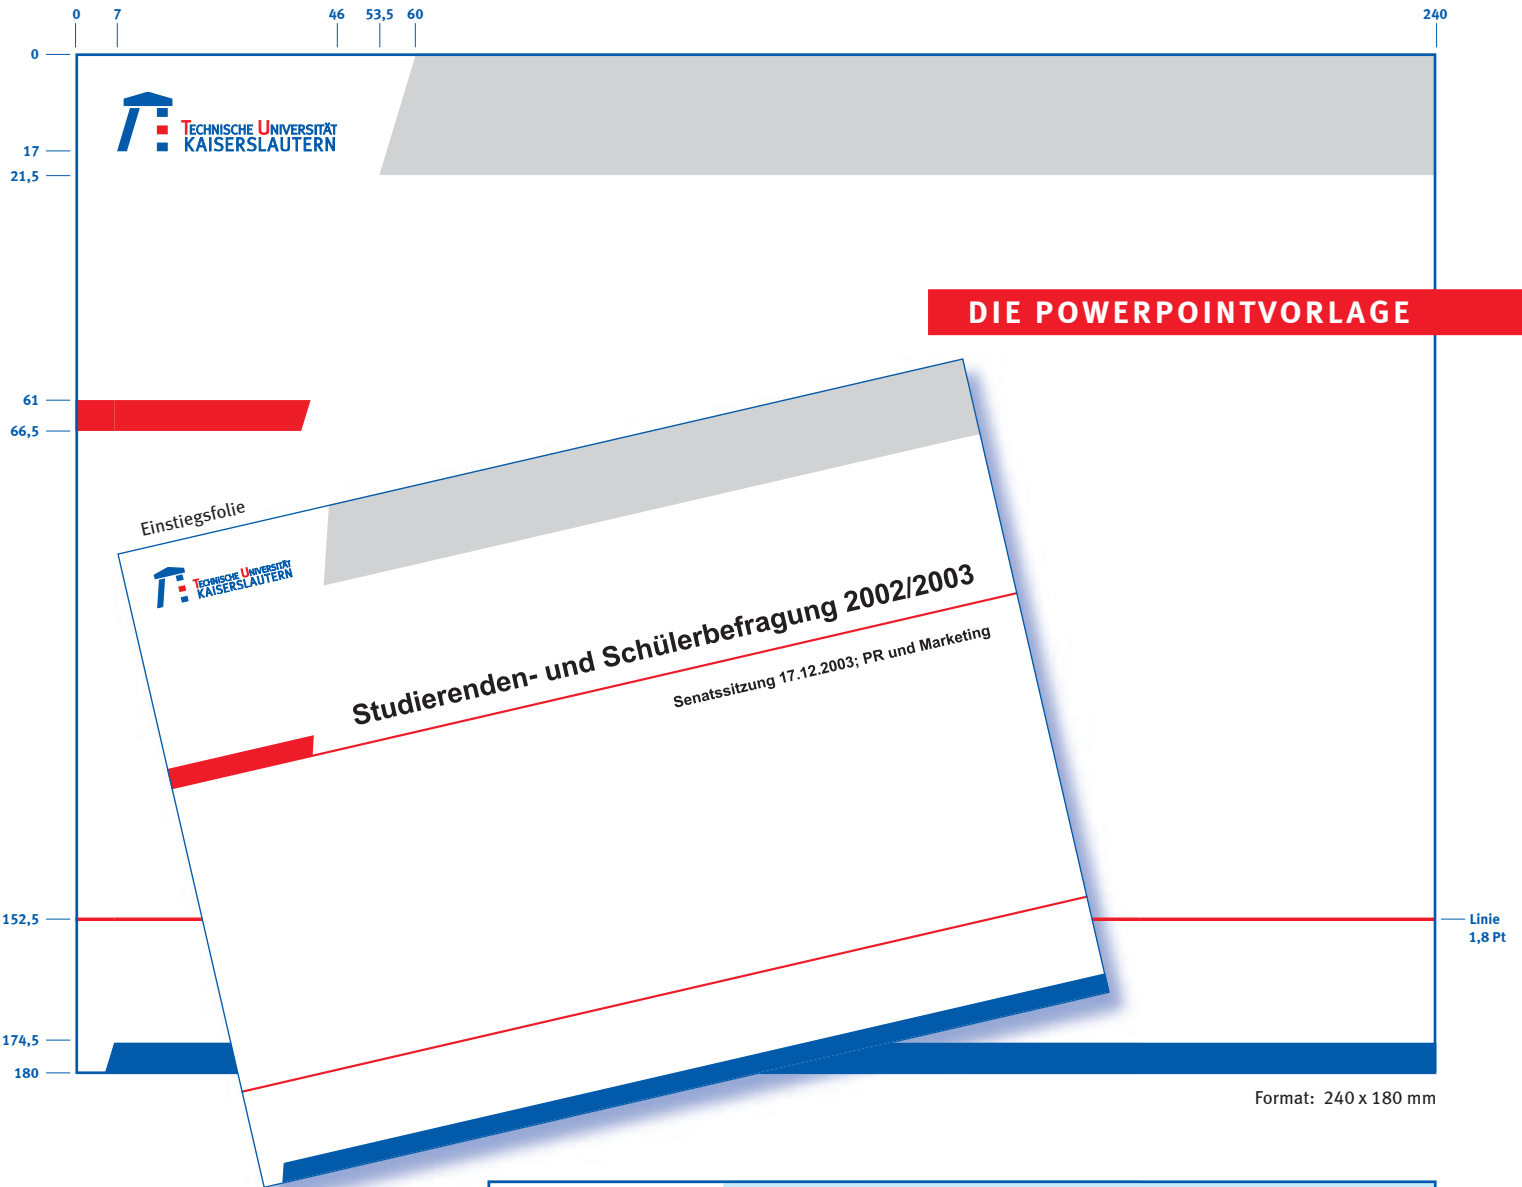 0 7 46 53,5 60 240
0
TECHNISCHE UNIVERSITÄT
KAISERSLAUTERN
17
21,5
DIE POWERPOINTVORLAGE
61
66,5
Einstiegsfolie
TECHNISCHE UNIVERSITÄT
KAISERSLAUTERN
Studierenden- und Schülerbefragung 2002/2003
Senatssitzung 17.12.2003; PR und Marketing
152,5
Linie
1,8 Pt
174,5
180
Format: 240 x 180 mm